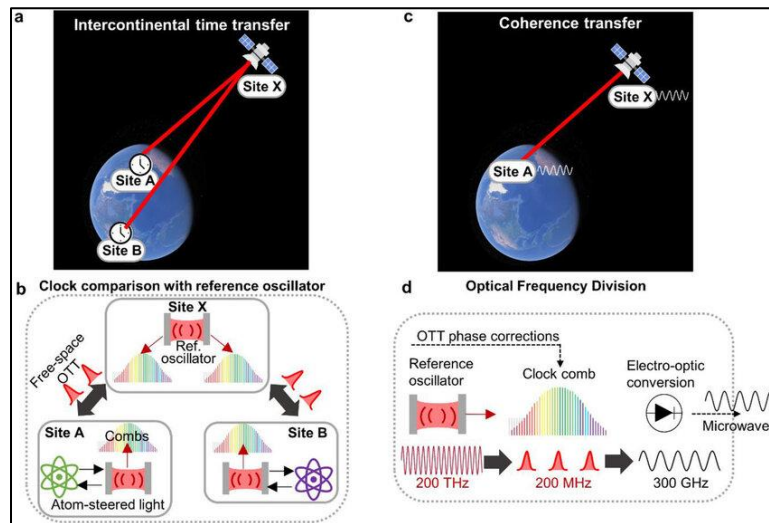 a
Intercontinental time transfer
Site X
Site A
Site B
b
Clock comparison with reference oscillator
Site X
Ref.
oscillator
Free-space
OTT
Site A
Combs
Atom-steered light
Site B
c
Coherence transfer
Site X
Site A
d
Optical Frequency Division
OTT phase corrections
Reference
oscillator
Clock comb
Electro-optic
conversion
Microwave
200 THz
200 MHz
300 GHz